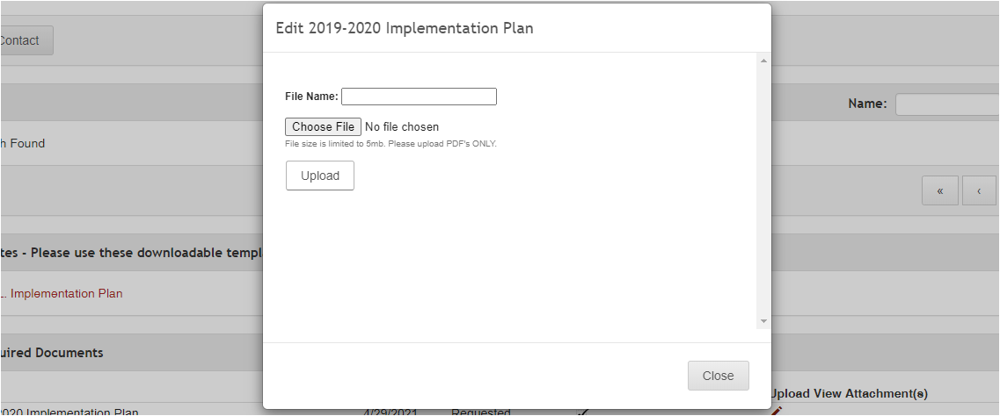 Edit 2019-2020 Implementation Plan
Contact
File Name:
Name:
Choose File No file chosen
h Found
File size is limited to 5mb. Please upload PDF's ONLY.
Upload
«
‹
tes - Please use these downloadable templ
Implementation Plan
uired Documents
Close
Upload View Attachment(s)
2020 Implementation Plan 4/29/2021 Requested